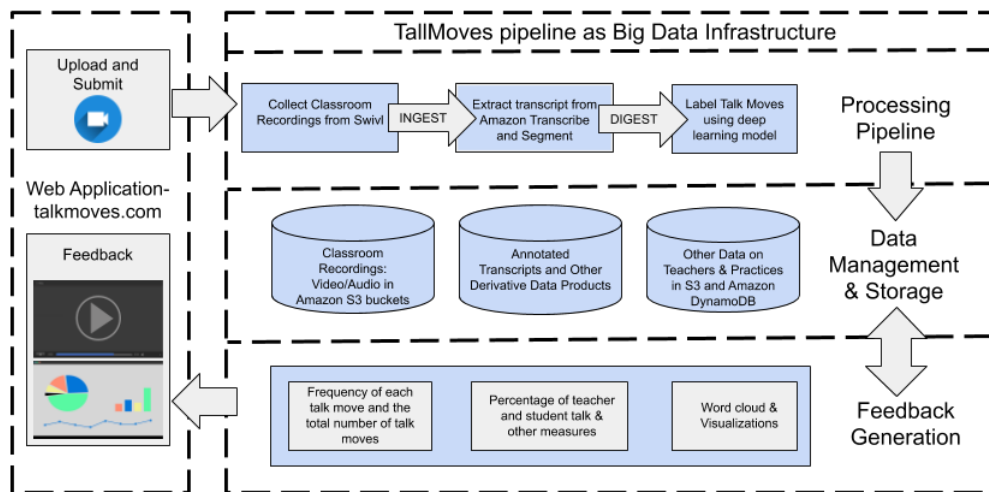 TallMoves pipeline as Big Data Infrastructure
Upload and
Submit
Collect Classroom
Recordings from Swivl
INGEST
Extract transcript from
Amazon Transcribe
and Segment
DIGEST
Label Talk Moves
using deep
learning model
Processing
Pipeline
Web Application-
talkmoves.com
Feedback
Classroom
Recordings:
Video/Audio in
Amazon S3 buckets
Annotated
Transcripts and Other
Derivative Data Products
Other Data on
Teachers & Practices
in S3 and Amazon
DynamoDB
Data
Management
& Storage
Frequency of each
talk move and the
total number of talk
moves
Percentage of teacher
and student talk &
other measures
Word cloud &
Visualizations
Feedback
Generation